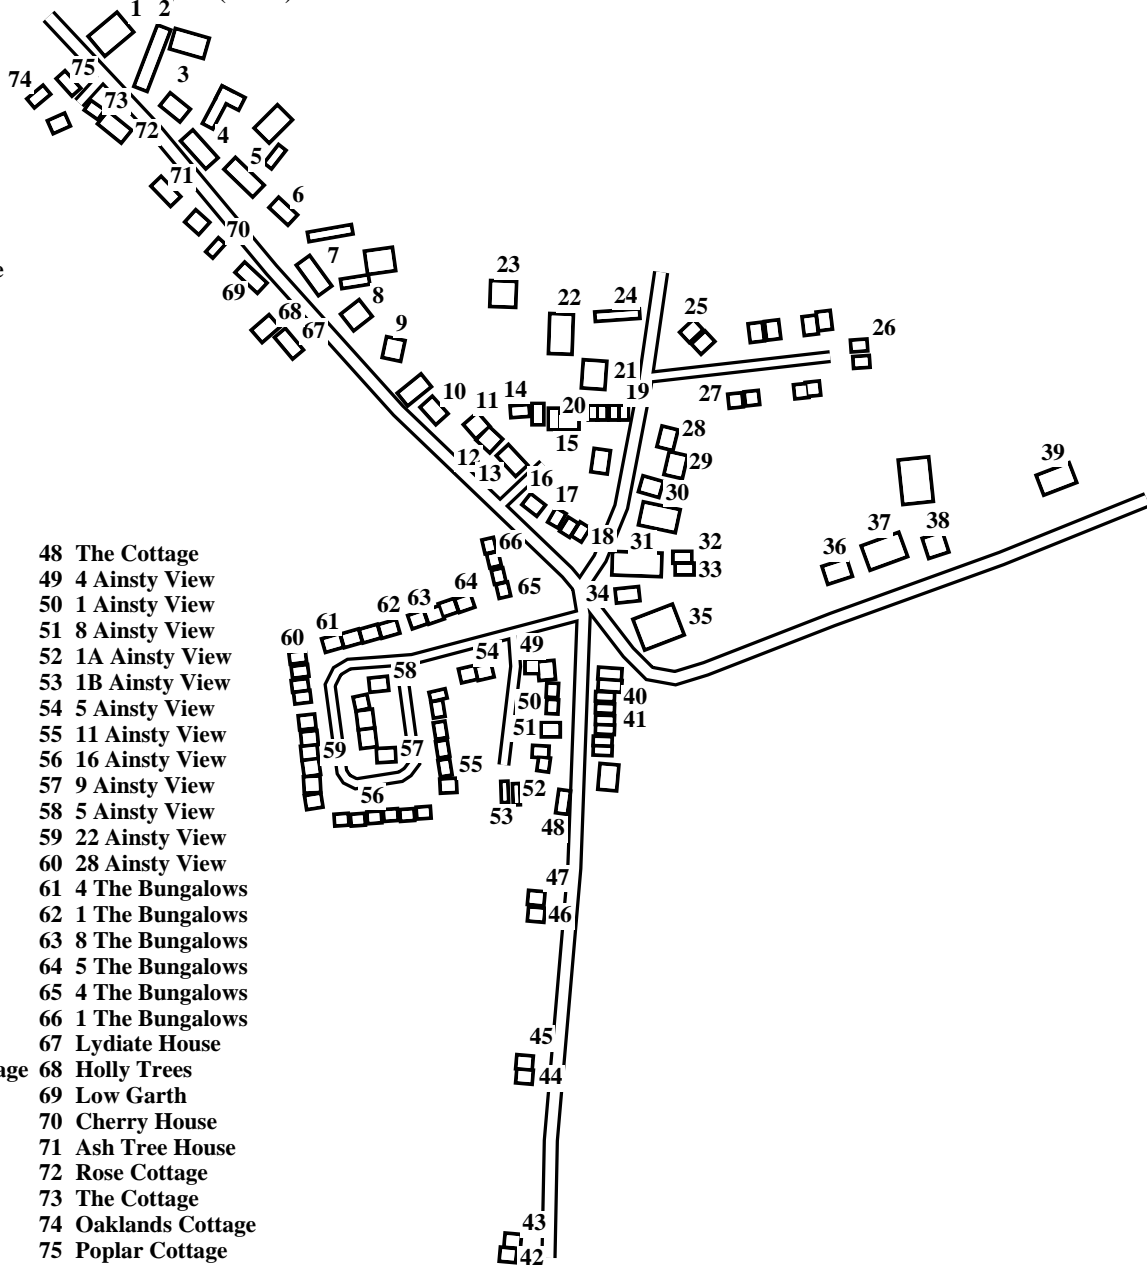 1 2
3
74 75
73
72
4
5
71
6
70
7
69
8
68
67
9
23
22 24
25
26
21
19
27
10
11
14
20
15
28
12
13
29
16
30
17
39
18
31
32
33
36 37 38
66
65
34
35
64
63
62
61
60
49
54
58
50
51
40
41
59
57
55
56
52
53
48
47
46
45
44
43
42
e
48 The Cottage
49 4 Ainsty View
50 1 Ainsty View
51 8 Ainsty View
52 1A Ainsty View
53 1B Ainsty View
54 5 Ainsty View
55 11 Ainsty View
56 16 Ainsty View
57 9 Ainsty View
58 5 Ainsty View
59 22 Ainsty View
60 28 Ainsty View
61 4 The Bungalows
62 1 The Bungalows
63 8 The Bungalows
64 5 The Bungalows
65 4 The Bungalows
66 1 The Bungalows
67 Lydiate House
age 68 Holly Trees
69 Low Garth
70 Cherry House
71 Ash Tree House
72 Rose Cottage
73 The Cottage
74 Oaklands Cottage
75 Poplar Cottage